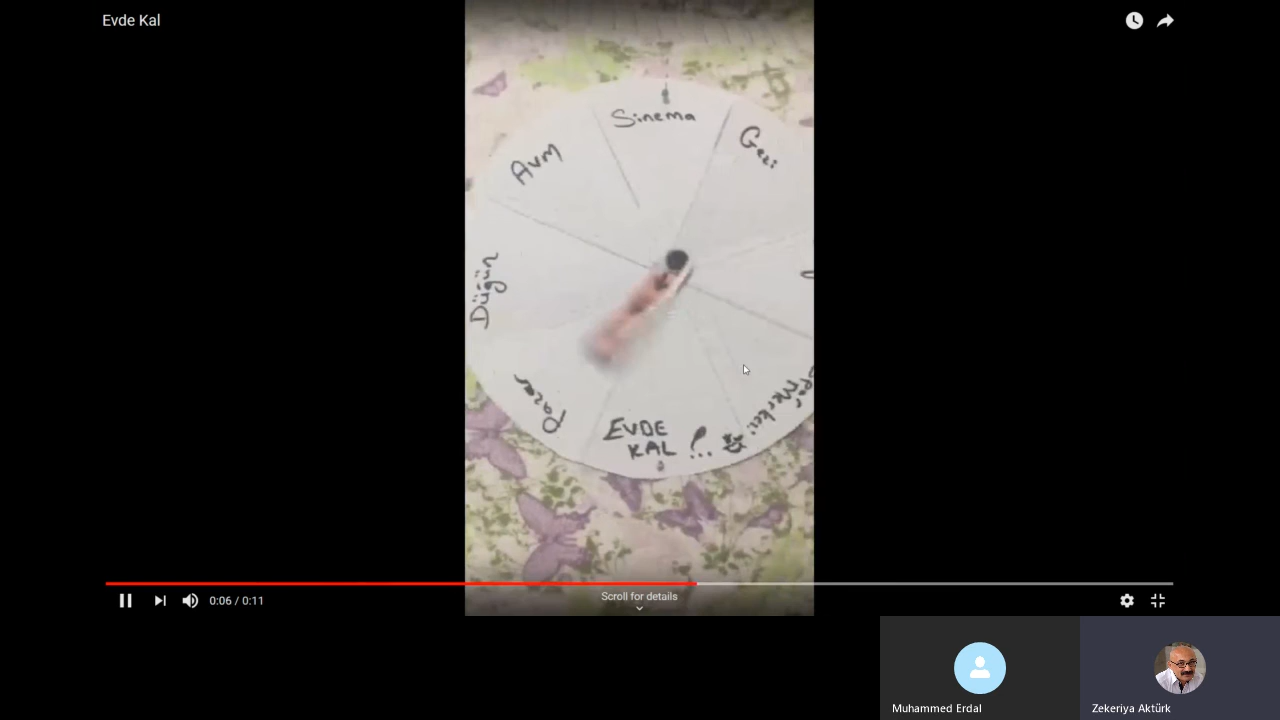 Evde Kal
Sinema
Gezi
Avm
Düğün
Pazar
EVDE
KAL !..
Merkezi
0:06 / 0:11
Scroll for details
Muhammed Erdal
Zekeriya Aktürk